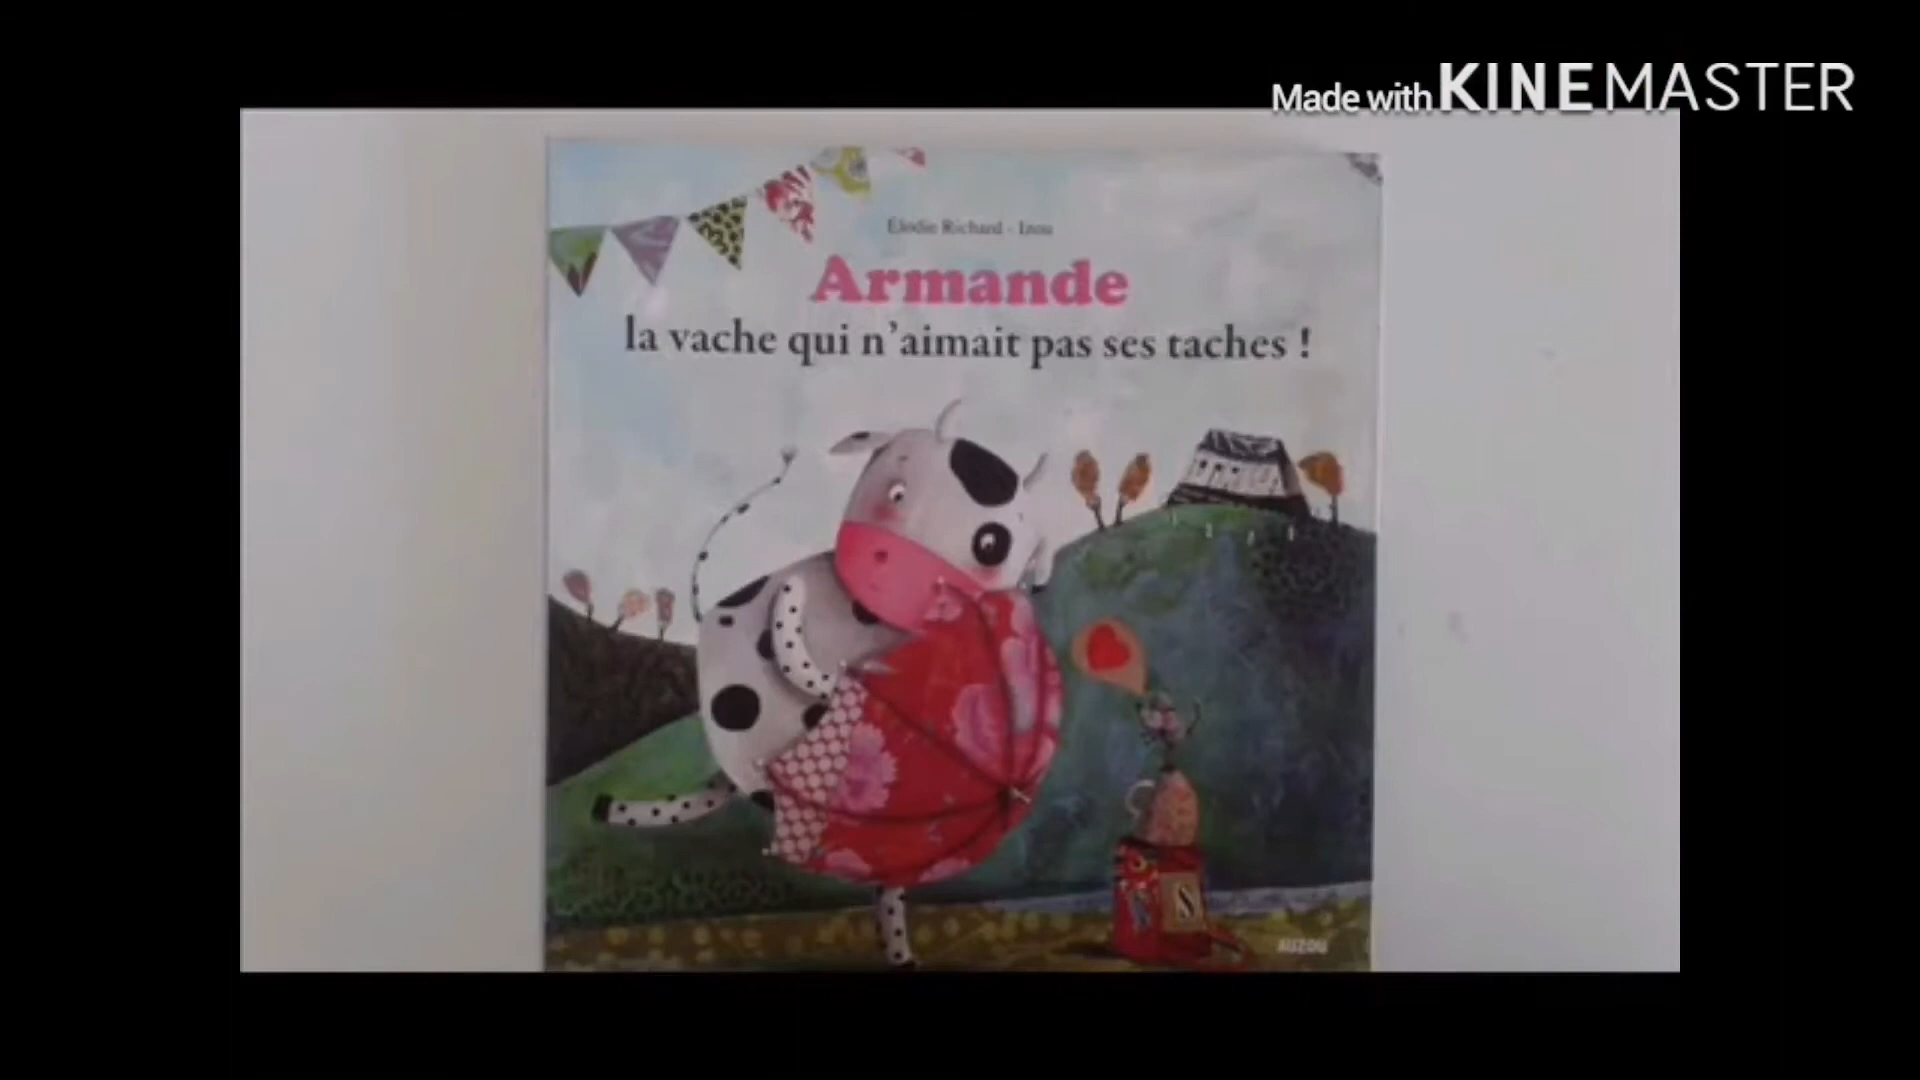 Made with KINEMASTER
Élodie Richard - Inna
Armande
la vache qui n'aimait pas ses taches !
S
AUZOU